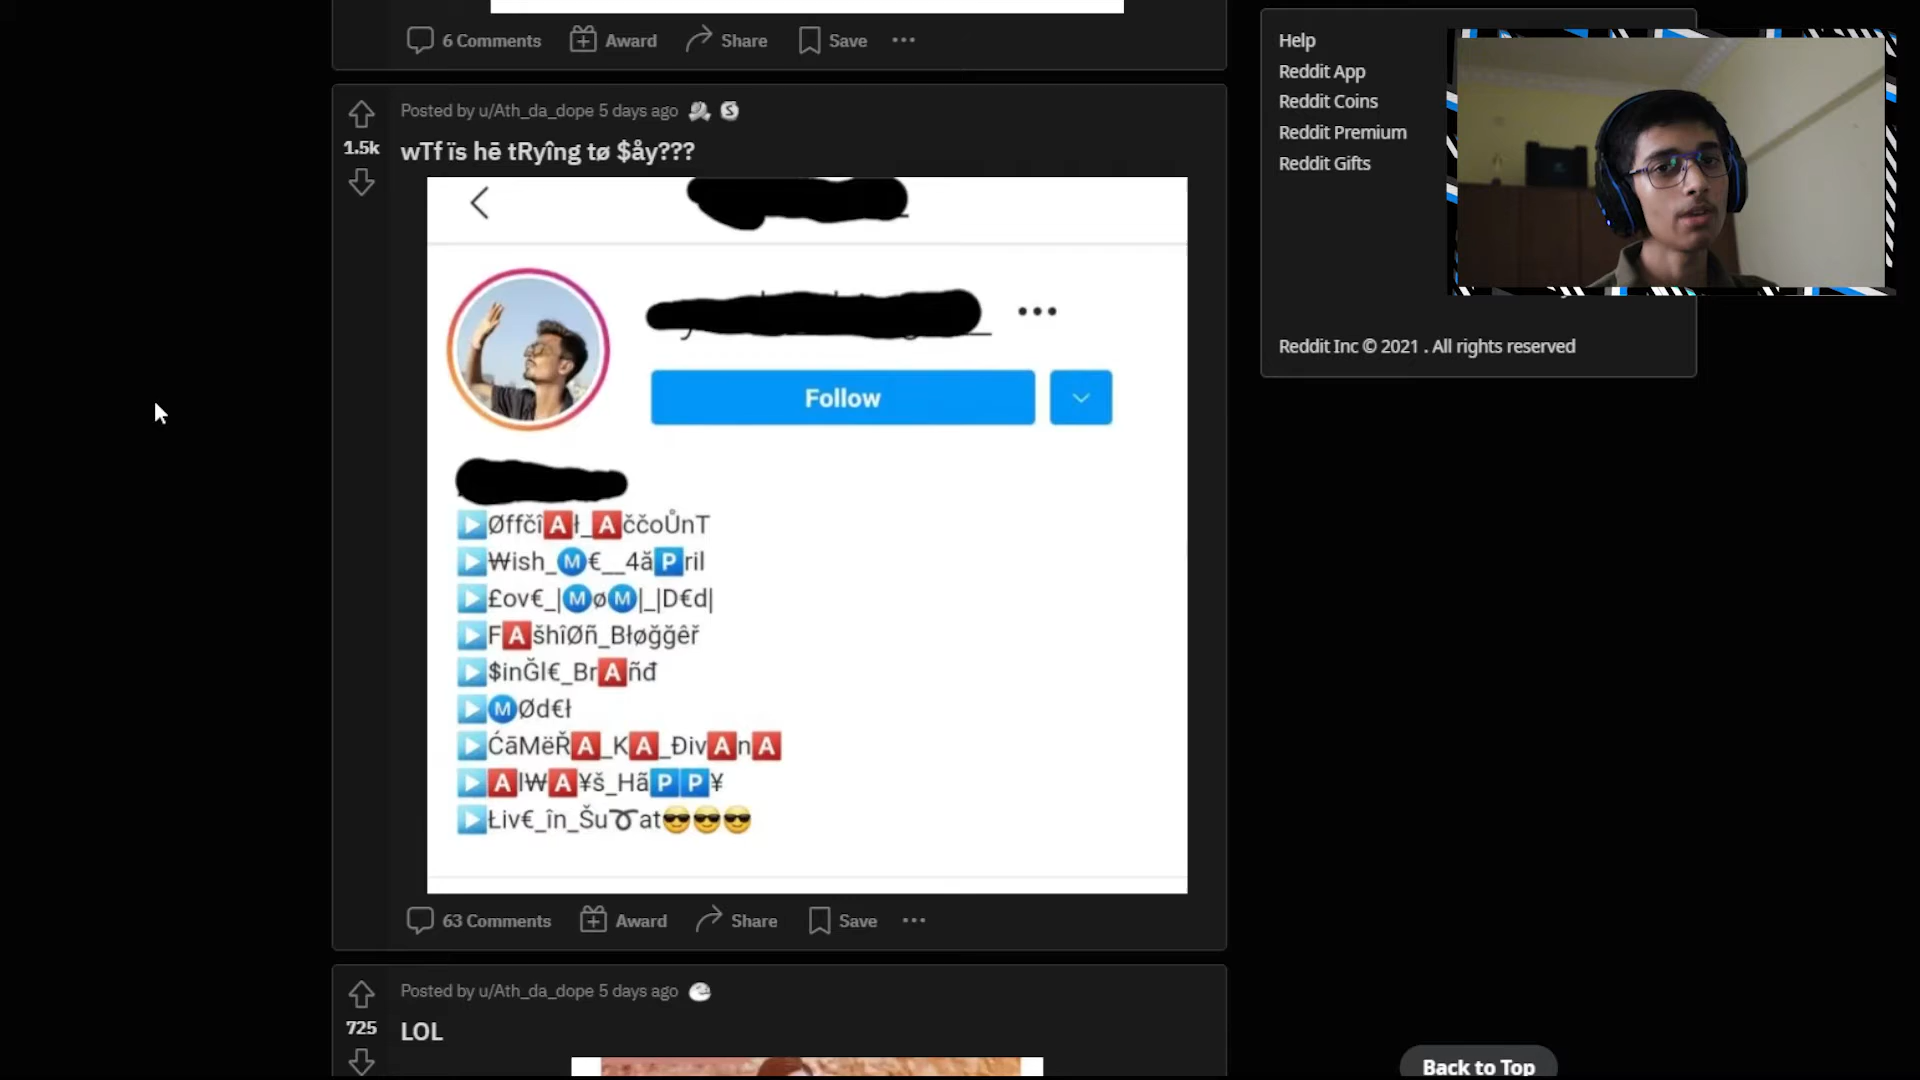 6 Comments Award Share Save
Help
Reddit App
Reddit Coins
Reddit Premium
Reddit Gifts
Reddit Inc © 2021 . All rights reserved
Posted by u/Ath_da_dope 5 days ago
1.5k
wTf ïs hē tRyîng tø $åy???
Follow
▶️Øffčî🅰️ł_🅰️ččoŮnT
▶️₩ish_Ⓜ️€__4ă🅿️ril
▶️£ov€_|Ⓜ️øⓂ️|_|D€d|
▶️F🅰️šhîØñ_Błøğğêř
▶️$inĞl€_Br🅰️ñđ
▶️Ⓜ️Ød€ł
▶️ĆāMëŘ🅰️_K🅰️_Điv🅰️n🅰️
▶️🅰️l₩🅰️¥š_Hã🅿️🅿️¥
▶️Łiv€_în_Šu➰at😎😎😎
63 Comments Award Share Save
Posted by u/Ath_da_dope 5 days ago
725
LOL
Back to Top